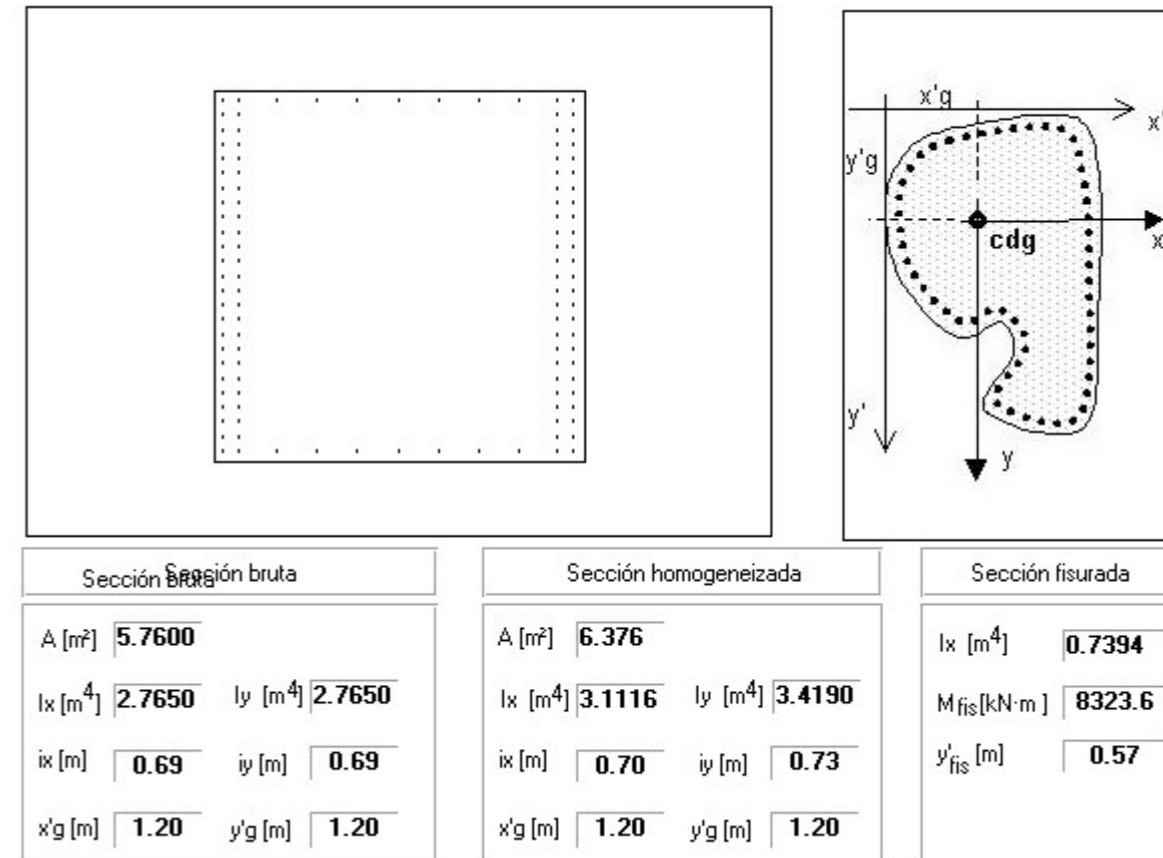 x'g
x'
y'g
cdg
x
y'
y
Sección bruta Sección bruta
Sección homogeneizada
Sección fisurada
A [m²] 5.7600
A [m²] 6.376
Ix [m4] 0.7394
Ix [m4] 2.7650 Iy [m4] 2.7650
Ix [m4] 3.1116 Iy [m4] 3.4190
Mfis [kN·m ] 8323.6
ix [m] 0.69 iy [m] 0.69
ix [m] 0.70 iy [m] 0.73
y'fis [m] 0.57
x'g [m] 1.20 y'g [m] 1.20
x'g [m] 1.20 y'g [m] 1.20